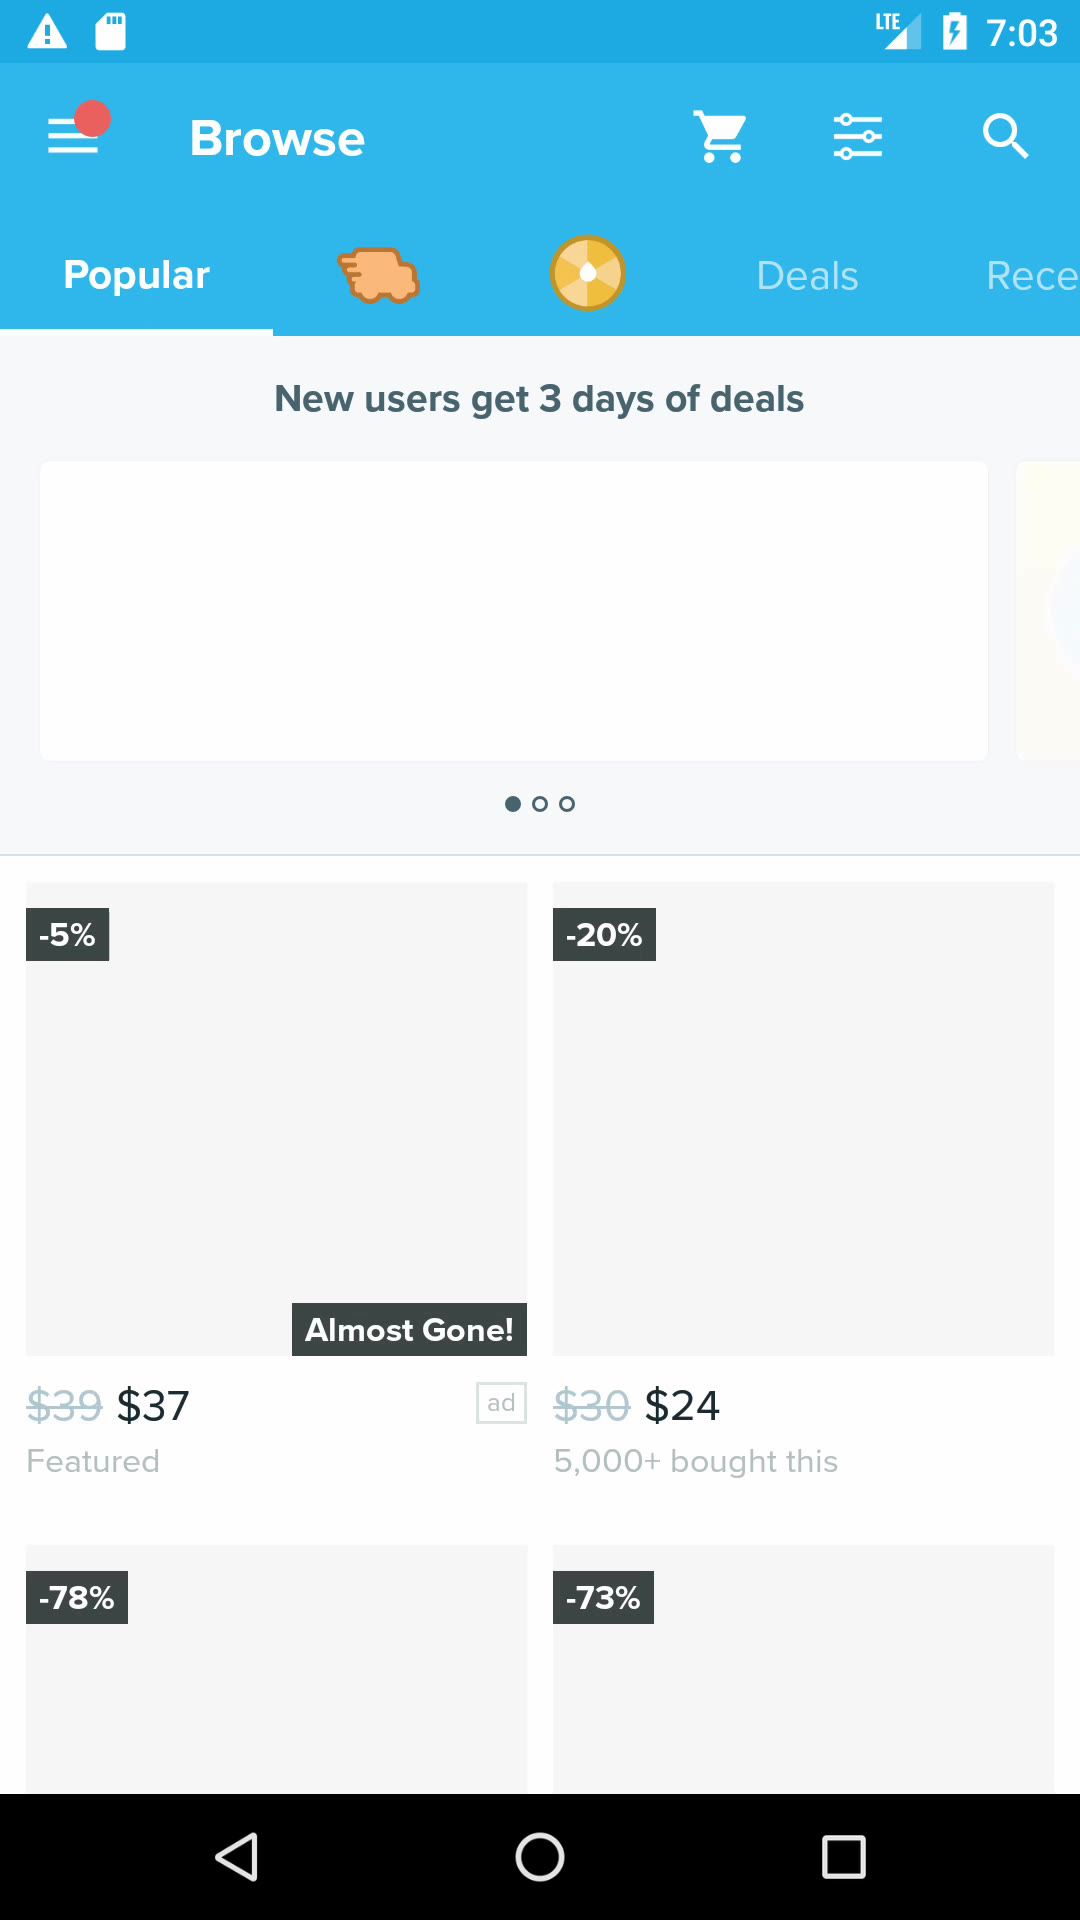 LTE 7:03
Browse
Popular Deals Rece
New users get 3 days of deals
-5% -20%
Almost Gone!
$39 $37 ad $30 $24
Featured 5,000+ bought this
-78% -73%